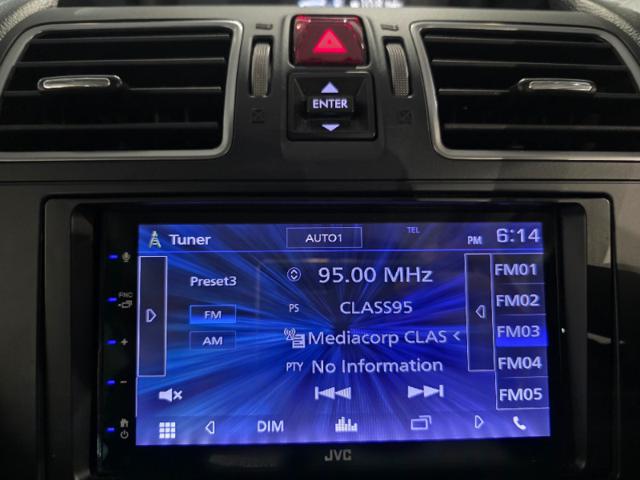 ENTER
Tuner
AUTO1
TEL
PM 6:14
Preset3
95.00 MHz
FM01
FM
PS CLASS95
FM02
AM
Mediacorp CLAS
FM03
PTY No Information
FM04
FM05
DIM
FNC
JVC